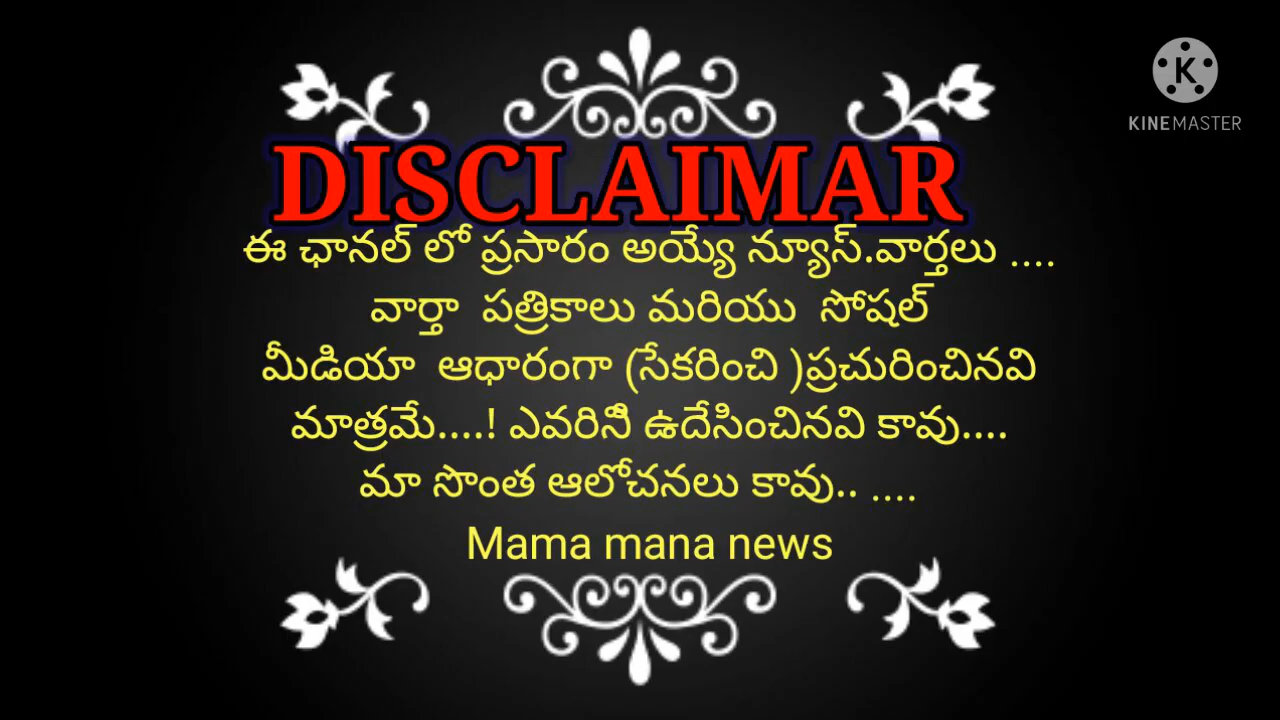 K
KINEMASTER
DISCLAIMAR
ఈ ఛానల్ లో ప్రసారం అయ్యే న్యూస్.వార్తలు ....
వార్తా పత్రికాలు మరియు సోషల్
మీడియా ఆధారంగా (సేకరించి )ప్రచురించినవి
మాత్రమే....! ఎవరినిి ఉదేసించినవి కావు....
మా సొంత ఆలోచనలు కావు.. ....
Mama mana news